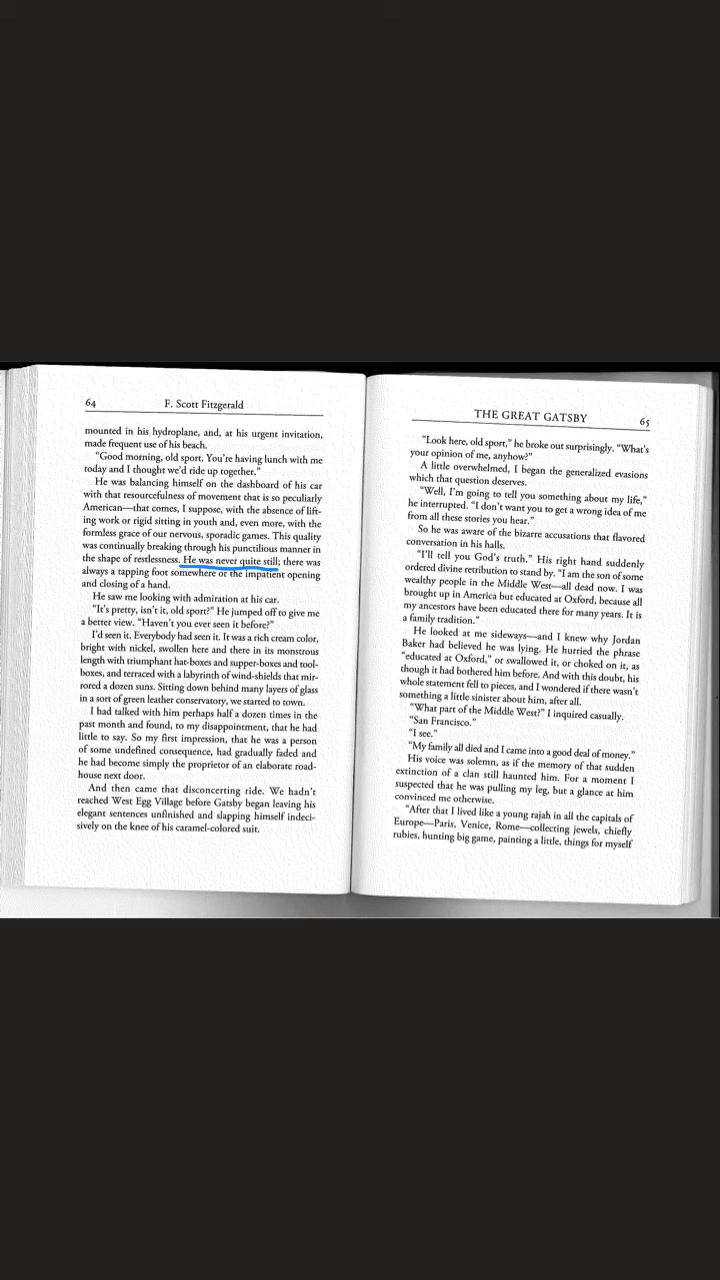 64 F. Scott Fitzgerald
mounted in his hydroplane, and, at his urgent invitation,
made frequent use of his beach.
"Good morning, old sport. You're having lunch with me
today and I thought we'd ride up together."
He was balancing himself on the dashboard of his car
with that resourcefulness of movement that is so peculiarly
American—that comes, I suppose, with the absence of lift-
ing work or rigid sitting in youth and, even more, with the
formless grace of our nervous, sporadic games. This quality
was continually breaking through his punctilious manner in
the shape of restlessness. He was never quite still; there was
always a tapping foot somewhere or the impatient opening
and closing of a hand.
He saw me looking with admiration at his car.
"It's pretty, isn't it, old sport?" He jumped off to give me
a better view. "Haven't you ever seen it before?"
I'd seen it. Everybody had seen it. It was a rich cream color,
bright with nickel, swollen here and there in its monstrous
length with triumphant hat-boxes and supper-boxes and tool-
boxes, and terraced with a labyrinth of wind-shields that mir-
rored a dozen suns. Sitting down behind many layers of glass
in a sort of green leather conservatory, we started to town.
I had talked with him perhaps half a dozen times in the
past month and found, to my disappointment, that he had
little to say. So my first impression, that he was a person
of some undefined consequence, had gradually faded and
he had become simply the proprietor of an elaborate road-
house next door.
And then came that disconcerting ride. We hadn't
reached West Egg Village before Gatsby began leaving his
elegant sentences unfinished and slapping himself indeci-
sively on the knee of his caramel-colored suit.
THE GREAT GATSBY 65
"Look here, old sport," he broke out surprisingly. "What's
your opinion of me, anyhow?"
A little overwhelmed, I began the generalized evasions
which that question deserves.
"Well, I'm going to tell you something about my life,"
he interrupted. "I don't want you to get a wrong idea of me
from all these stories you hear."
So he was aware of the bizarre accusations that flavored
conversation in his halls.
"I'll tell you God's truth." His right hand suddenly
ordered divine retribution to stand by. "I am the son of some
wealthy people in the Middle West—all dead now. I was
brought up in America but educated at Oxford, because all
my ancestors have been educated there for many years. It is
a family tradition."
He looked at me sideways—and I knew why Jordan
Baker had believed he was lying. He hurried the phrase
"educated at Oxford," or swallowed it, or choked on it, as
though it had bothered him before. And with this doubt, his
whole statement fell to pieces, and I wondered if there wasn't
something a little sinister about him, after all.
"What part of the Middle West?" I inquired casually.
"San Francisco."
"I see."
"My family all died and I came into a good deal of money."
His voice was solemn, as if the memory of that sudden
extinction of a clan still haunted him. For a moment I
suspected that he was pulling my leg, but a glance at him
convinced me otherwise.
"After that I lived like a young rajah in all the capitals of
Europe—Paris, Venice, Rome—collecting jewels, chiefly
rubies, hunting big game, painting a little, things for myself